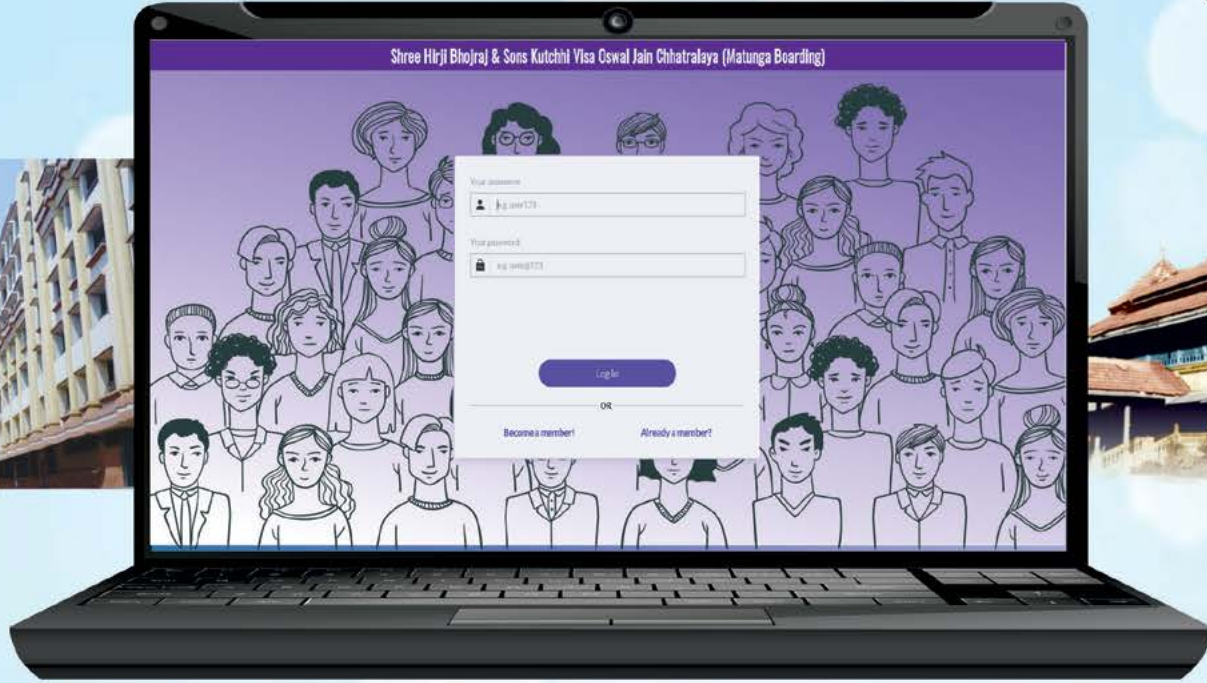 Shree Hirji Bhojraj & Sons Kutchhi Visa Oswal Jain Chhatralaya (Matunga Boarding)
Your username
e.g. user123
Your password
Log In
OR
Become a member!
Already a member?